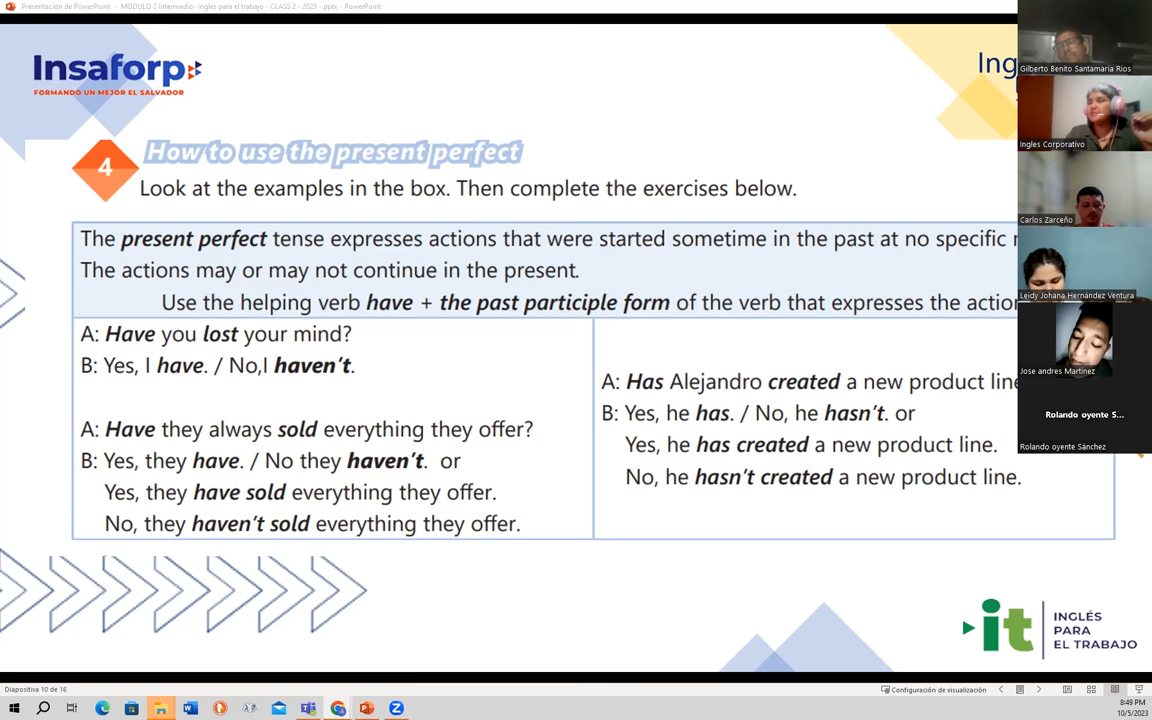 Presentación de PowerPoint - MODULO 2 Intermedio- Ingles para el trabajo - CLASS 2 - 2023 -.pptx - PowerPoint
Insaforp
FORMANDO UN MEJOR EL SALVADOR
Ing
4
How to use the present perfect
Look at the examples in the box. Then complete the exercises below.
The present perfect tense expresses actions that were started sometime in the past at no specific
The actions may or may not continue in the present.
Use the helping verb have + the past participle form of the verb that expresses the actio
A: Have you lost your mind?
B: Yes, I have. / No,I haven't.
A: Have they always sold everything they offer?
B: Yes, they have. / No they haven't. or
Yes, they have sold everything they offer.
No, they haven't sold everything they offer.
A: Has Alejandro created a new product line
B: Yes, he has. / No, he hasn't. or
Yes, he has created a new product line.
No, he hasn't created a new product line.
Gilberto Benito Santamaria Rios
Ingles Corporativo
Carlos Zarceño
Leidy Johana Hernández Ventura
Jose andres Martinez
Rolando oyente S...
Rolando oyente Sánchez
it
INGLÉS
PARA
EL TRABAJO
Diapositiva 10 de 16
Configuración de visualización
8:49 PM
10/5/2023